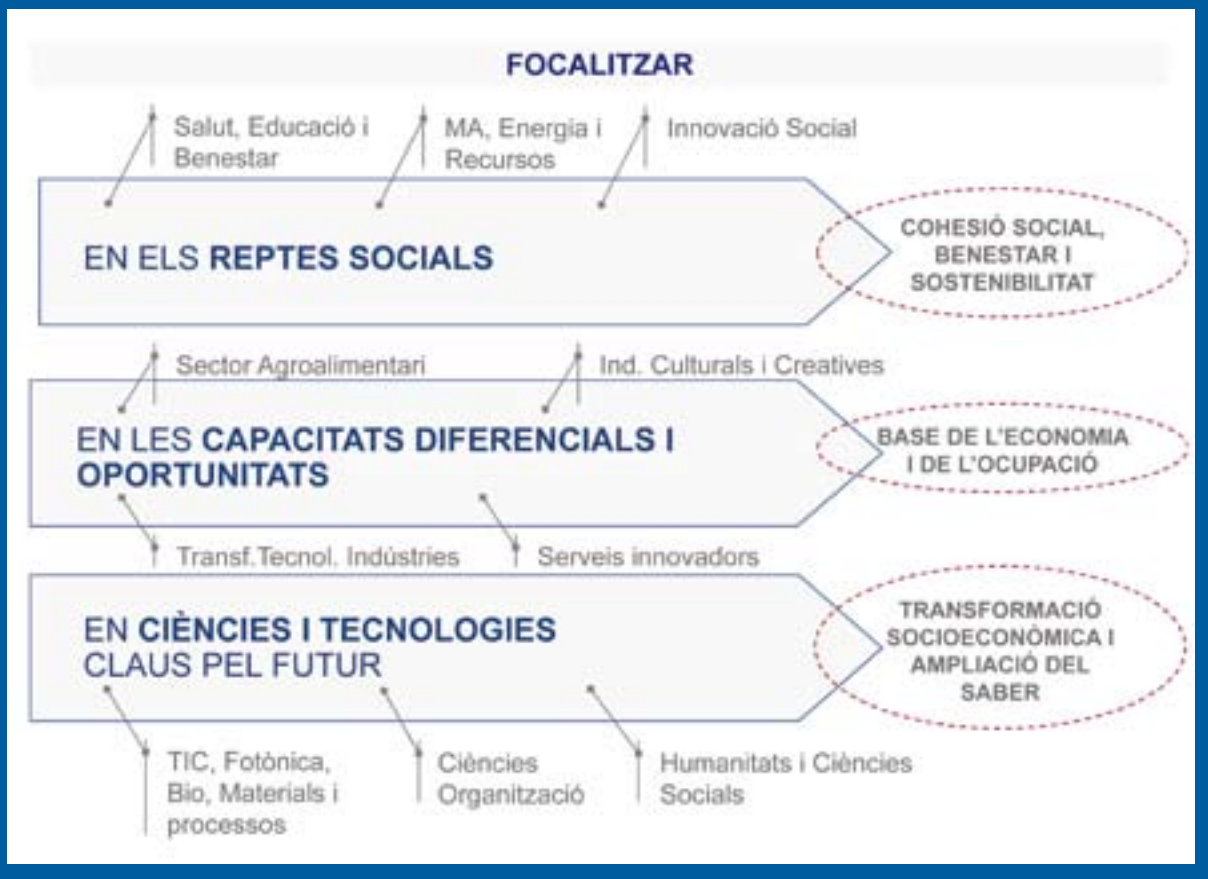 FOCALITZAR
Salut, Educació i
Benestar
MA, Energia i
Recursos
Innovació Social
EN ELS REPTES SOCIALS
COHESIÓ SOCIAL,
BENESTAR I
SOSTENIBILITAT
Sector Agroalimentari
Ind. Culturals i Creatives
EN LES CAPACITATS DIFERENCIALS I
OPORTUNITATS
BASE DE L'ECONOMIA
I DE L'OCUPACIÓ
Transf.Tecnol. Indústries
Serveis innovadors
EN CIÈNCIES I TECNOLOGIES
CLAUS PEL FUTUR
TRANSFORMACIÓ
SOCIOECONÒMICA I
AMPLIACIÓ DEL
SABER
TIC, Fotònica,
Bio, Materials i
processos
Ciències
Organització
Humanitats i Ciències
Socials